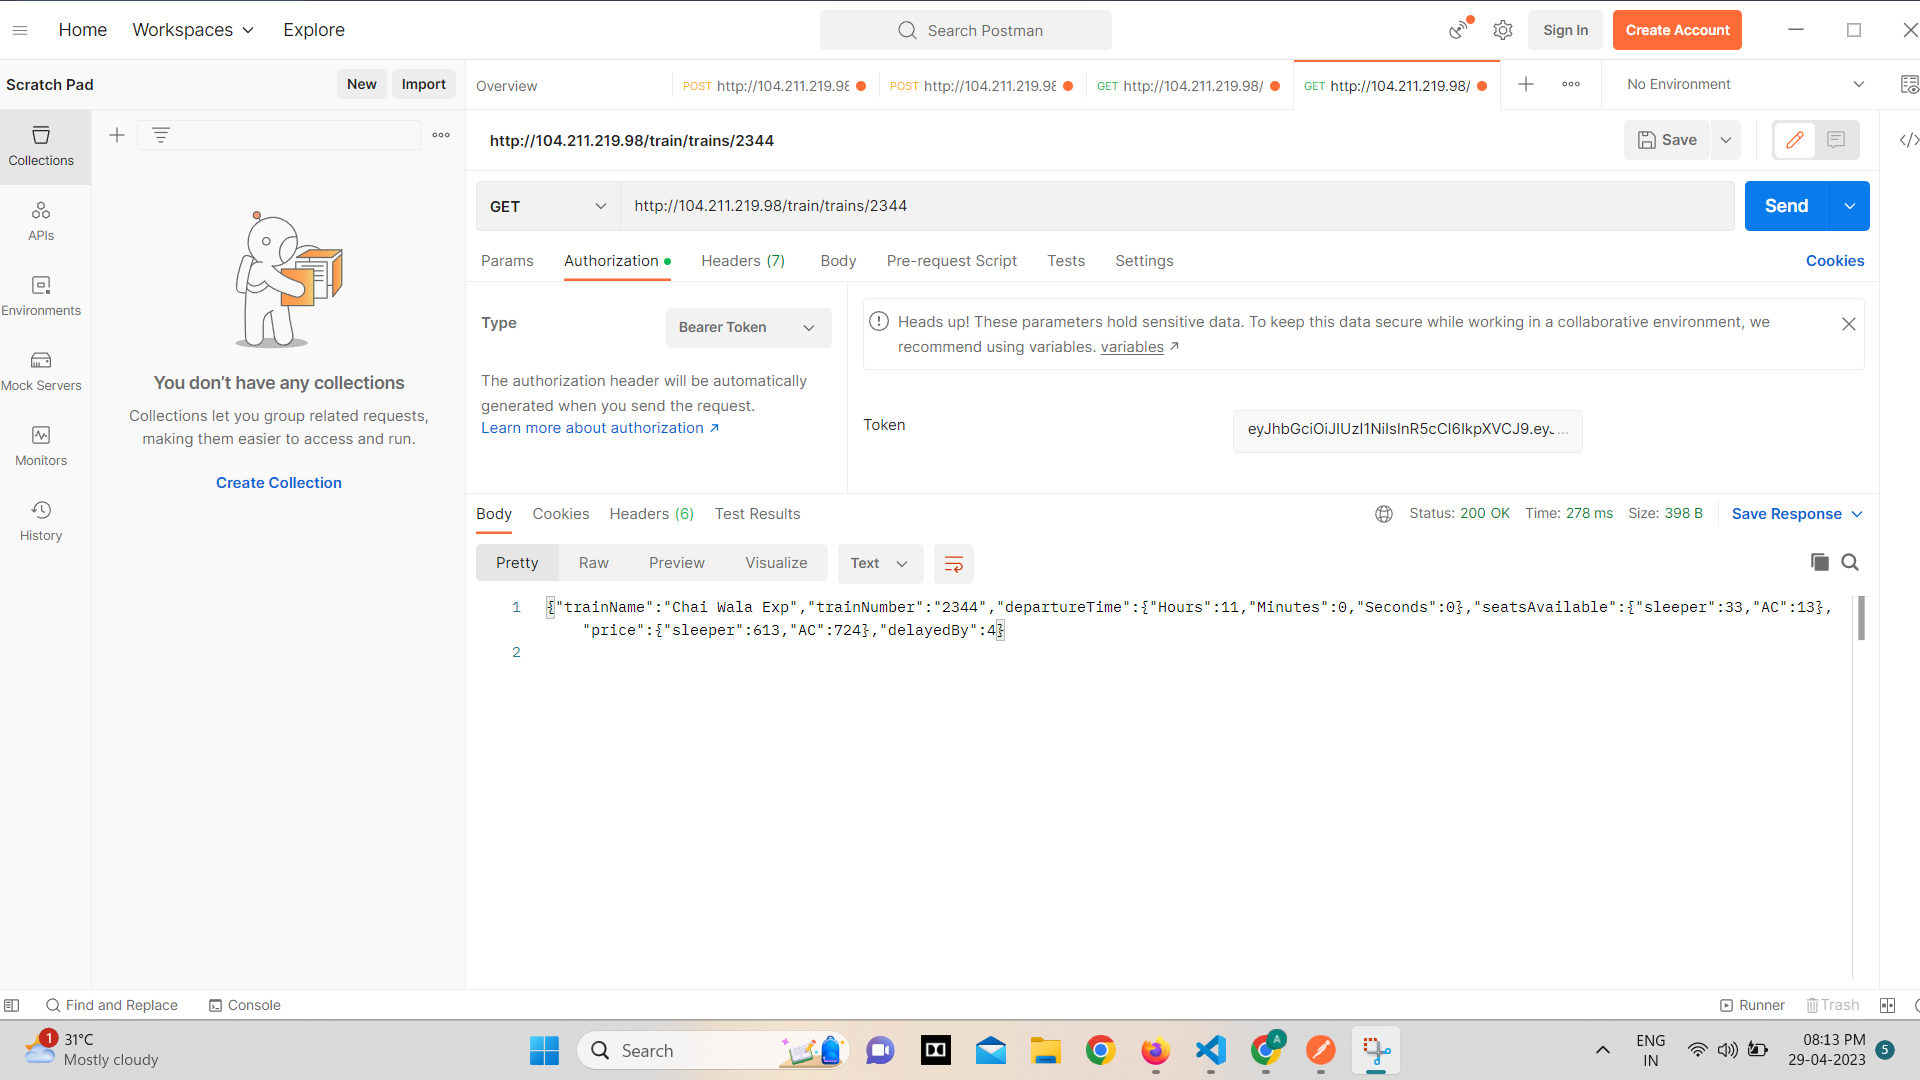 Home Workspaces Explore
Search Postman
Sign In Create Account
Scratch Pad New Import
Overview POST http://104.211.219.98 POST http://104.211.219.98 GET http://104.211.219.98/ GET http://104.211.219.98/ No Environment
http://104.211.219.98/train/trains/2344
Save
GET http://104.211.219.98/train/trains/2344 Send
Params Authorization Headers (7) Body Pre-request Script Tests Settings Cookies
Collections
APIs
Environments
Mock Servers
Monitors
History
You don’t have any collections
Collections let you group related requests,
making them easier to access and run.
Create Collection
Type Bearer Token
The authorization header will be automatically
generated when you send the request.
Learn more about authorization ↗
Heads up! These parameters hold sensitive data. To keep this data secure while working in a collaborative environment, we
recommend using variables. variables ↗
Token eyJhbGciOiJIUzI1NiIsInR5cCI6IkpXVCJ9.eyJ...
Body Cookies Headers (6) Test Results Status: 200 OK Time: 278 ms Size: 398 B Save Response
Pretty Raw Preview Visualize Text
1 {"trainName":"Chai Wala Exp","trainNumber":"2344","departureTime":{"Hours":11,"Minutes":0,"Seconds":0},"seatsAvailable":{"sleeper":33,"AC":13},
"price":{"sleeper":613,"AC":724},"delayedBy":4}
2
Find and Replace Console Runner Trash
1 31°C
Mostly cloudy
Search
A
ENG
IN
08:13 PM
29-04-2023
5